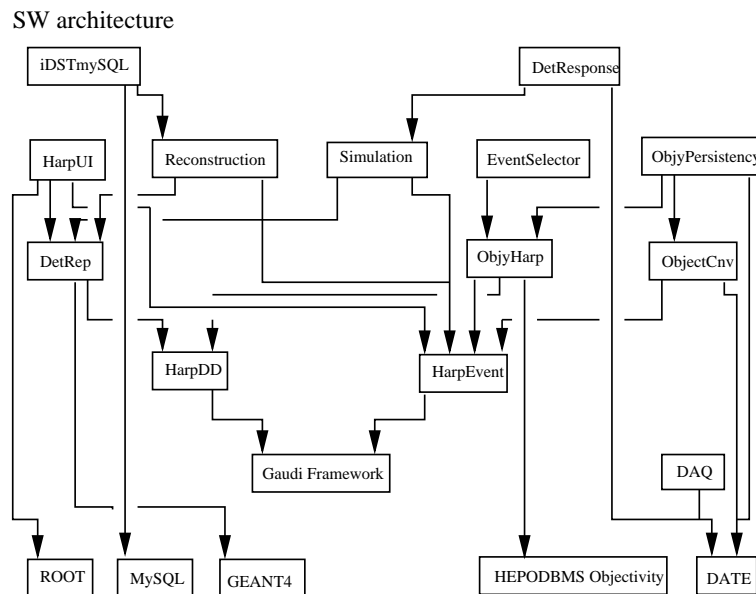 SW architecture
iDSTmySQL
DetResponse
HarpUI
Reconstruction
Simulation
EventSelector
ObjyPersistency
DetRep
ObjyHarp
ObjectCnv
HarpDD
HarpEvent
Gaudi Framework
DAQ
ROOT
MySQL
GEANT4
HEPODBMS Objectivity
DATE